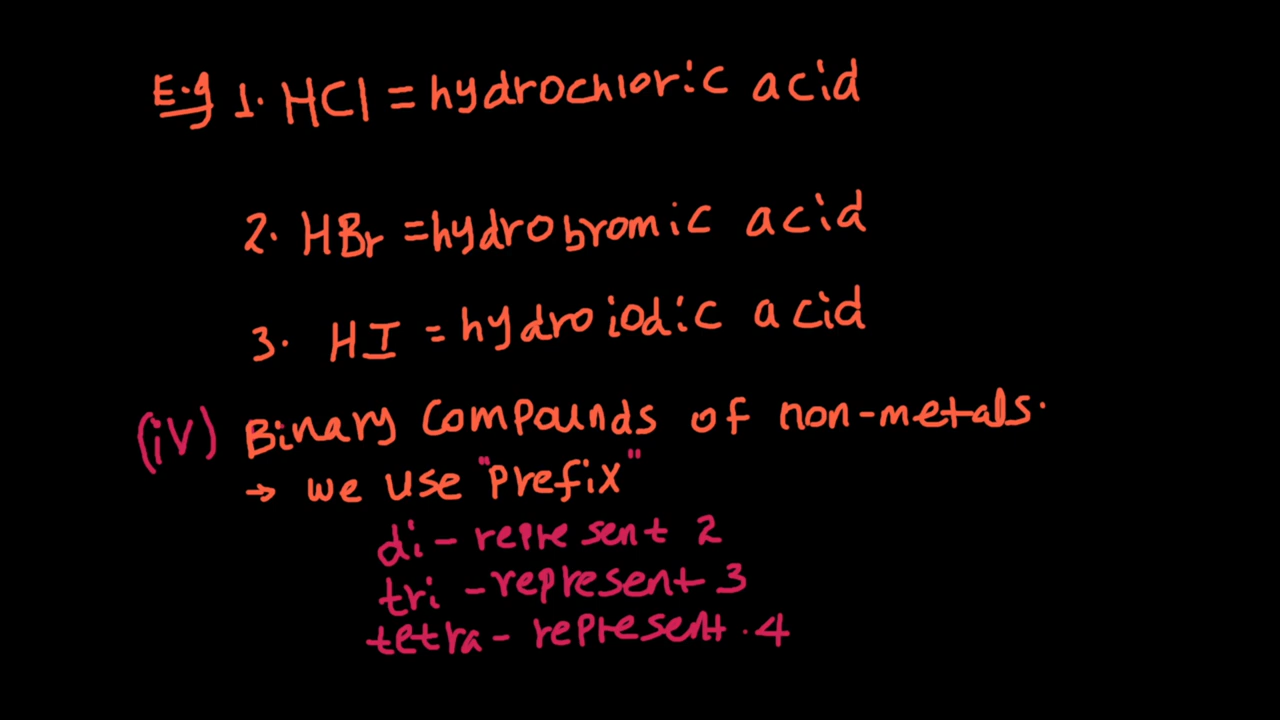 E.g 1. HCl = hydrochloric acid
2. HBr = hydrobromic acid
3. HI = hydroiodic acid
(iv) Binary compounds of non-metals.
→ we use "prefix"
di - represent 2
tri - represent 3
tetra - represent . 4